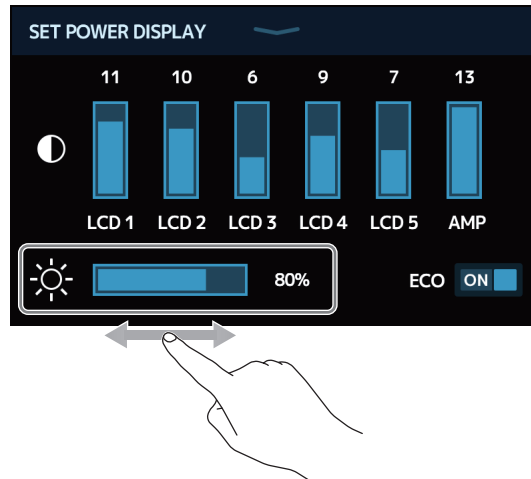 SET POWER DISPLAY
11 10 6 9 7 13
LCD 1 LCD 2 LCD 3 LCD 4 LCD 5 AMP
80% ECO ON